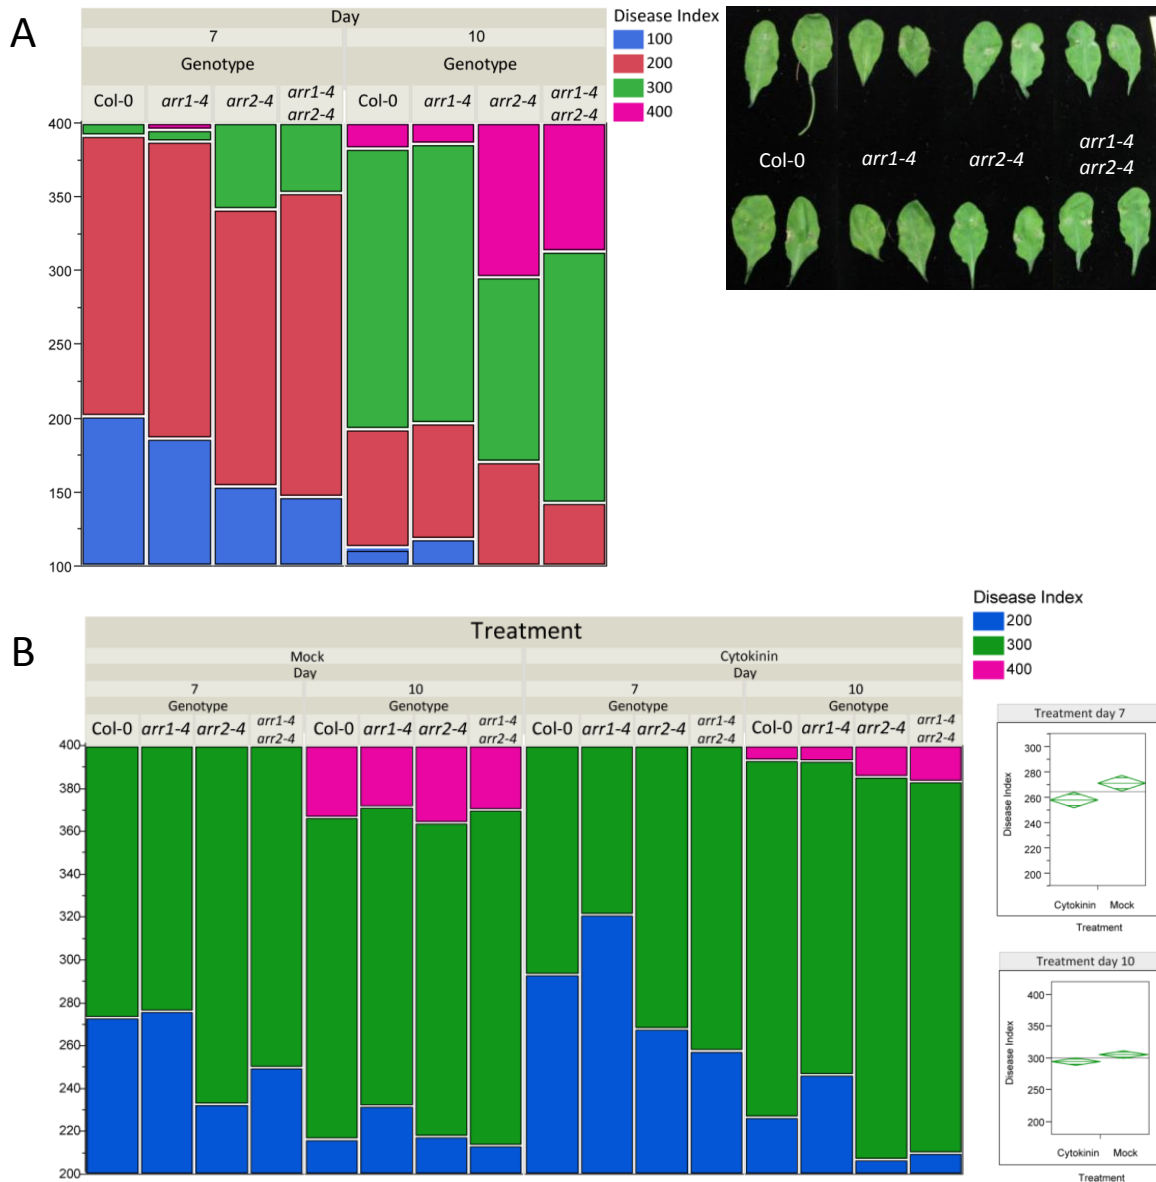 A
Day
7 10
Genotype Genotype
Col-0 arr1-4 arr2-4 arr1-4 arr2-4 Col-0 arr1-4 arr2-4 arr1-4 arr2-4
400
350
300
250
200
150
100
Disease Index
100
200
300
400
Col-0 arr1-4 arr2-4 arr1-4
arr2-4
B
Treatment
Mock Cytokinin
Day Day
7 10 7 10
Genotype Genotype Genotype Genotype
Col-0 arr1-4 arr2-4 arr1-4 arr2-4 Col-0 arr1-4 arr2-4 arr1-4 arr2-4 Col-0 arr1-4 arr2-4 arr1-4 arr2-4 Col-0 arr1-4 arr2-4 arr1-4 arr2-4
400
380
360
340
320
300
280
260
240
220
200
Disease Index
200
300
400
Treatment day 7
Disease Index
300
280
260
240
220
200
Cytokinin Mock
Treatment
Treatment day 10
Disease Index
400
350
300
250
200
Cytokinin Mock
Treatment